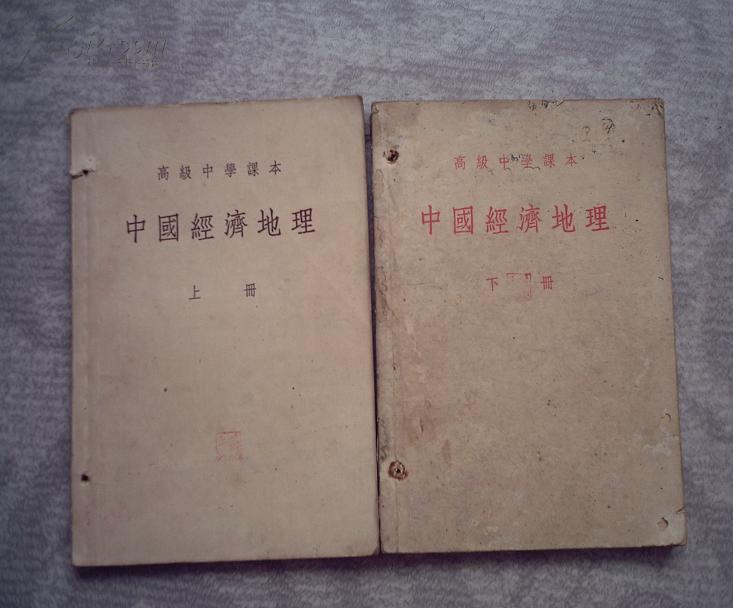 高級中學課本
中國經濟地理
上 冊
高級中學課本
中國經濟地理
下 冊